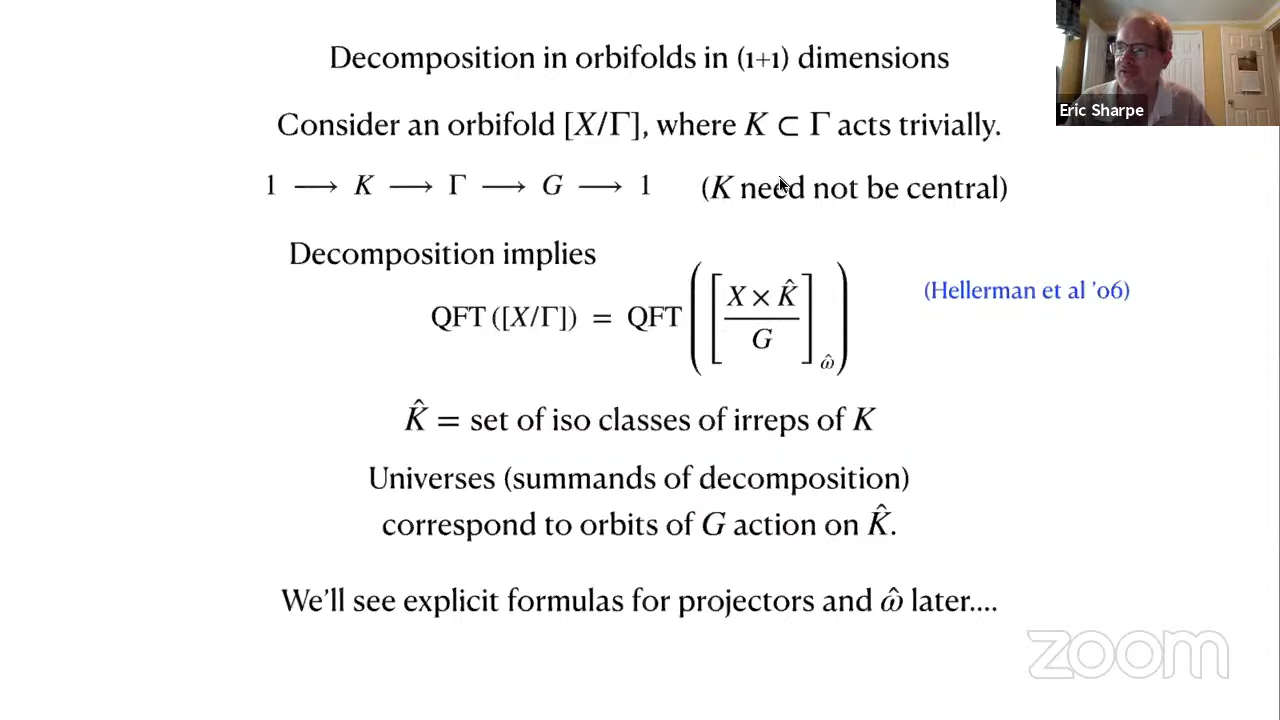 Decomposition in orbifolds in (1+1) dimensions
Eric Sharpe
Consider an orbifold [X/Γ], where K ⊂ Γ acts trivially.
1 ⟶ K ⟶ Γ ⟶ G ⟶ 1 (K need not be central)
Decomposition implies
QFT([X/Γ]) = QFT([X × K̂ / G]_ω̂) (Hellerman et al '06)
K̂ = set of iso classes of irreps of K
Universes (summands of decomposition)
correspond to orbits of G action on K̂.
We'll see explicit formulas for projectors and ω̂ later....
zoom